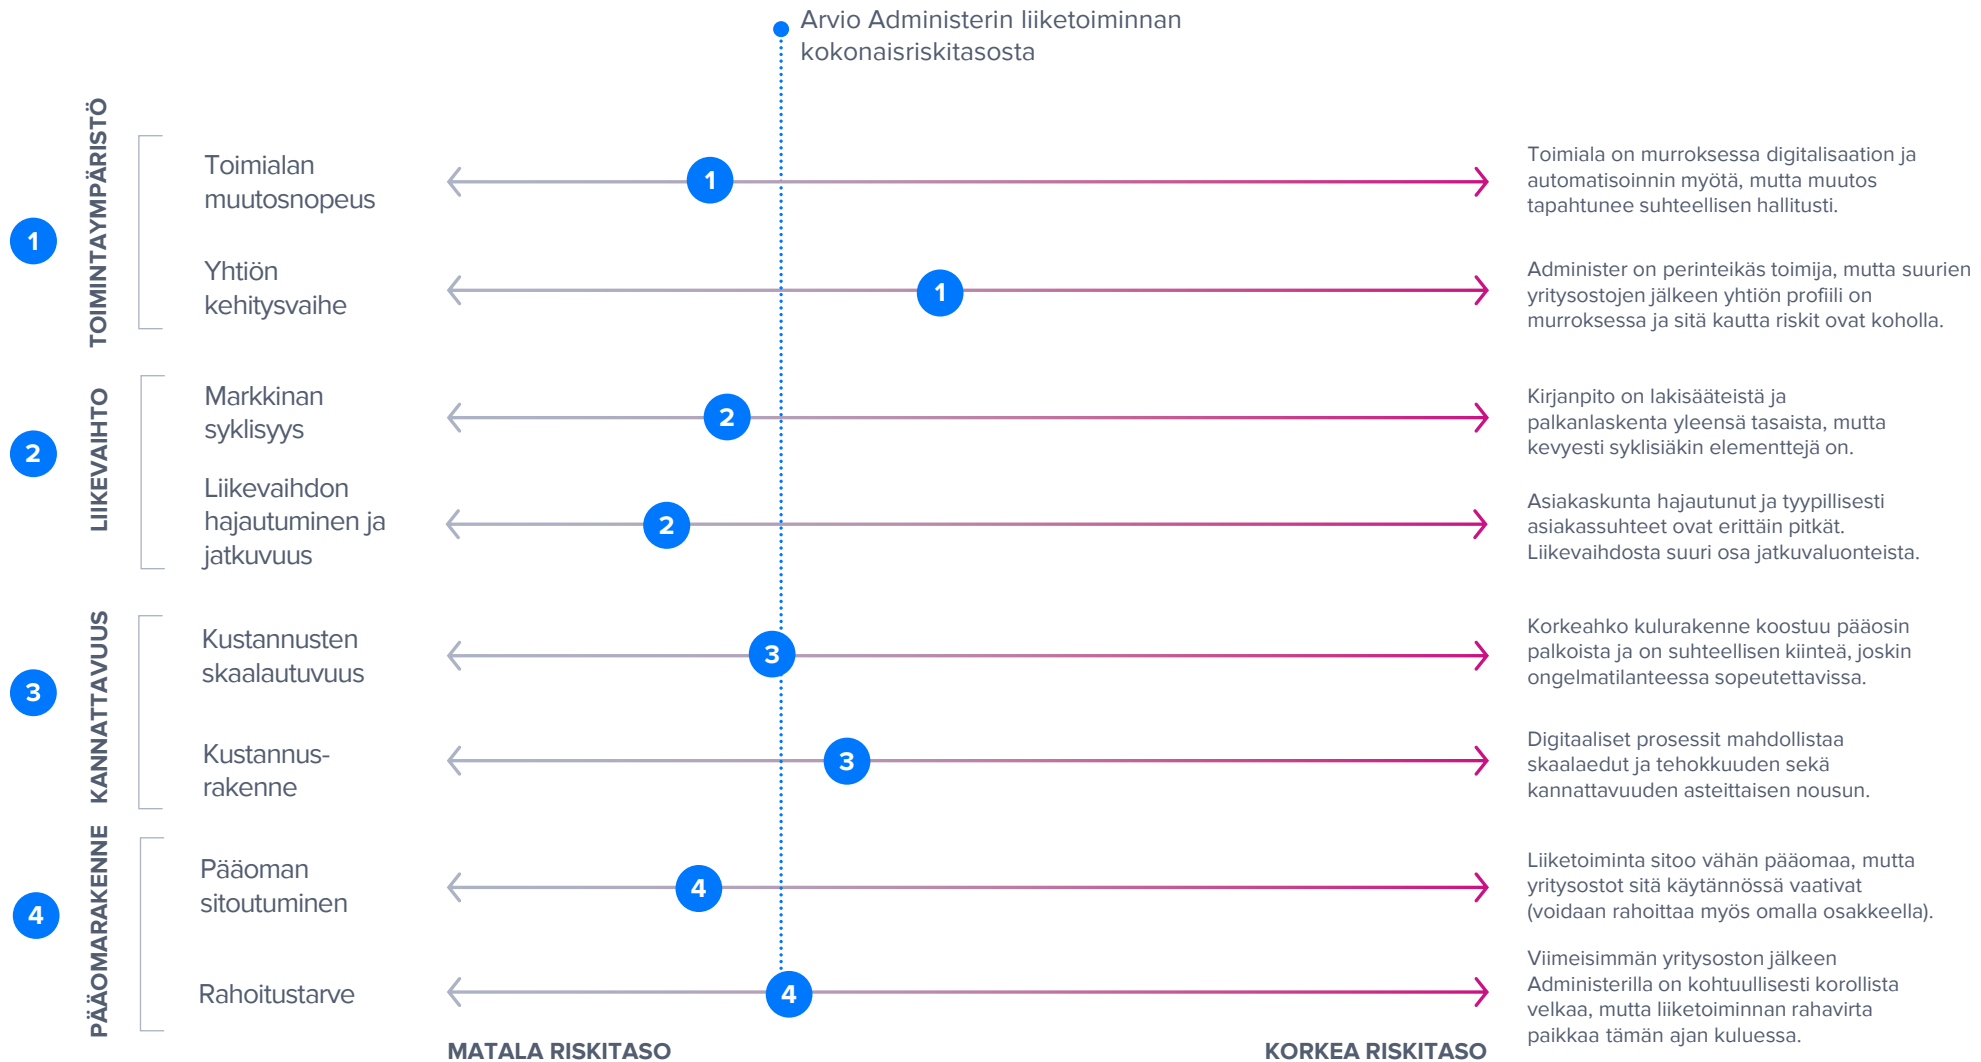 Arvio Administerin liiketoiminnan
kokonaisriskitasosta
1
TOIMINTAYMPÄRISTÖ
Toimialan
muutosnopeus
1
Toimiala on murroksessa digitalisaation ja
automatisoinnin myötä, mutta muutos
tapahtunee suhteellisen hallitusti.
Yhtiön
kehitysvaihe
1
Administer on perinteikäs toimija, mutta suurien
yritysostojen jälkeen yhtiön profiili on
murroksessa ja sitä kautta riskit ovat koholla.
2
LIIKEVAIHTO
Markkinan
syklisyys
2
Kirjanpito on lakisääteistä ja
palkanlaskenta yleensä tasaista, mutta
kevyesti syklisiäkin elementtejä on.
Liikevaihdon
hajautuminen ja
jatkuvuus
2
Asiakaskunta hajautunut ja tyypillisesti
asiakassuhteet ovat erittäin pitkät.
Liikevaihdosta suuri osa jatkuvaluonteista.
3
KANNATTAVUUS
Kustannusten
skaalautuvuus
3
Korkeahko kulurakenne koostuu pääosin
palkoista ja on suhteellisen kiinteä, joskin
ongelmatilanteessa sopeutettavissa.
Kustannus-
rakenne
3
Digitaaliset prosessit mahdollistaa
skaalaedut ja tehokkuuden sekä
kannattavuuden asteittaisen nousun.
4
PÄÄOMARAKENNE
Pääoman
sitoutuminen
4
Liiketoiminta sitoo vähän pääomaa, mutta
yritysostot sitä käytännössä vaativat
(voidaan rahoittaa myös omalla osakkeella).
Rahoitustarve
4
Viimeisimmän yritysoston jälkeen
Administerilla on kohtuullisesti korollista
velkaa, mutta liiketoiminnan rahavirta
paikkaa tämän ajan kuluessa.
MATALA RISKITASO
KORKEA RISKITASO